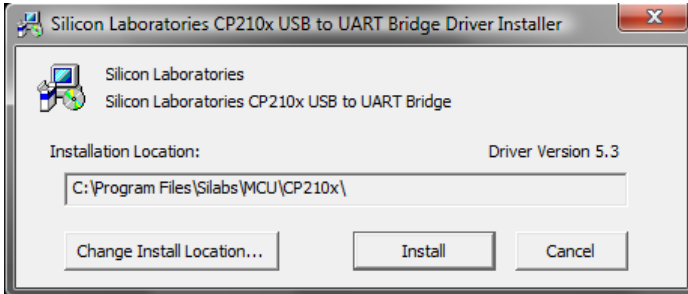 Silicon Laboratories CP210x USB to UART Bridge Driver Installer
Silicon Laboratories
Silicon Laboratories CP210x USB to UART Bridge
Installation Location:
Driver Version 5.3
C:\Program Files\Silabs\MCU\CP210x\
Change Install Location...
Install
Cancel